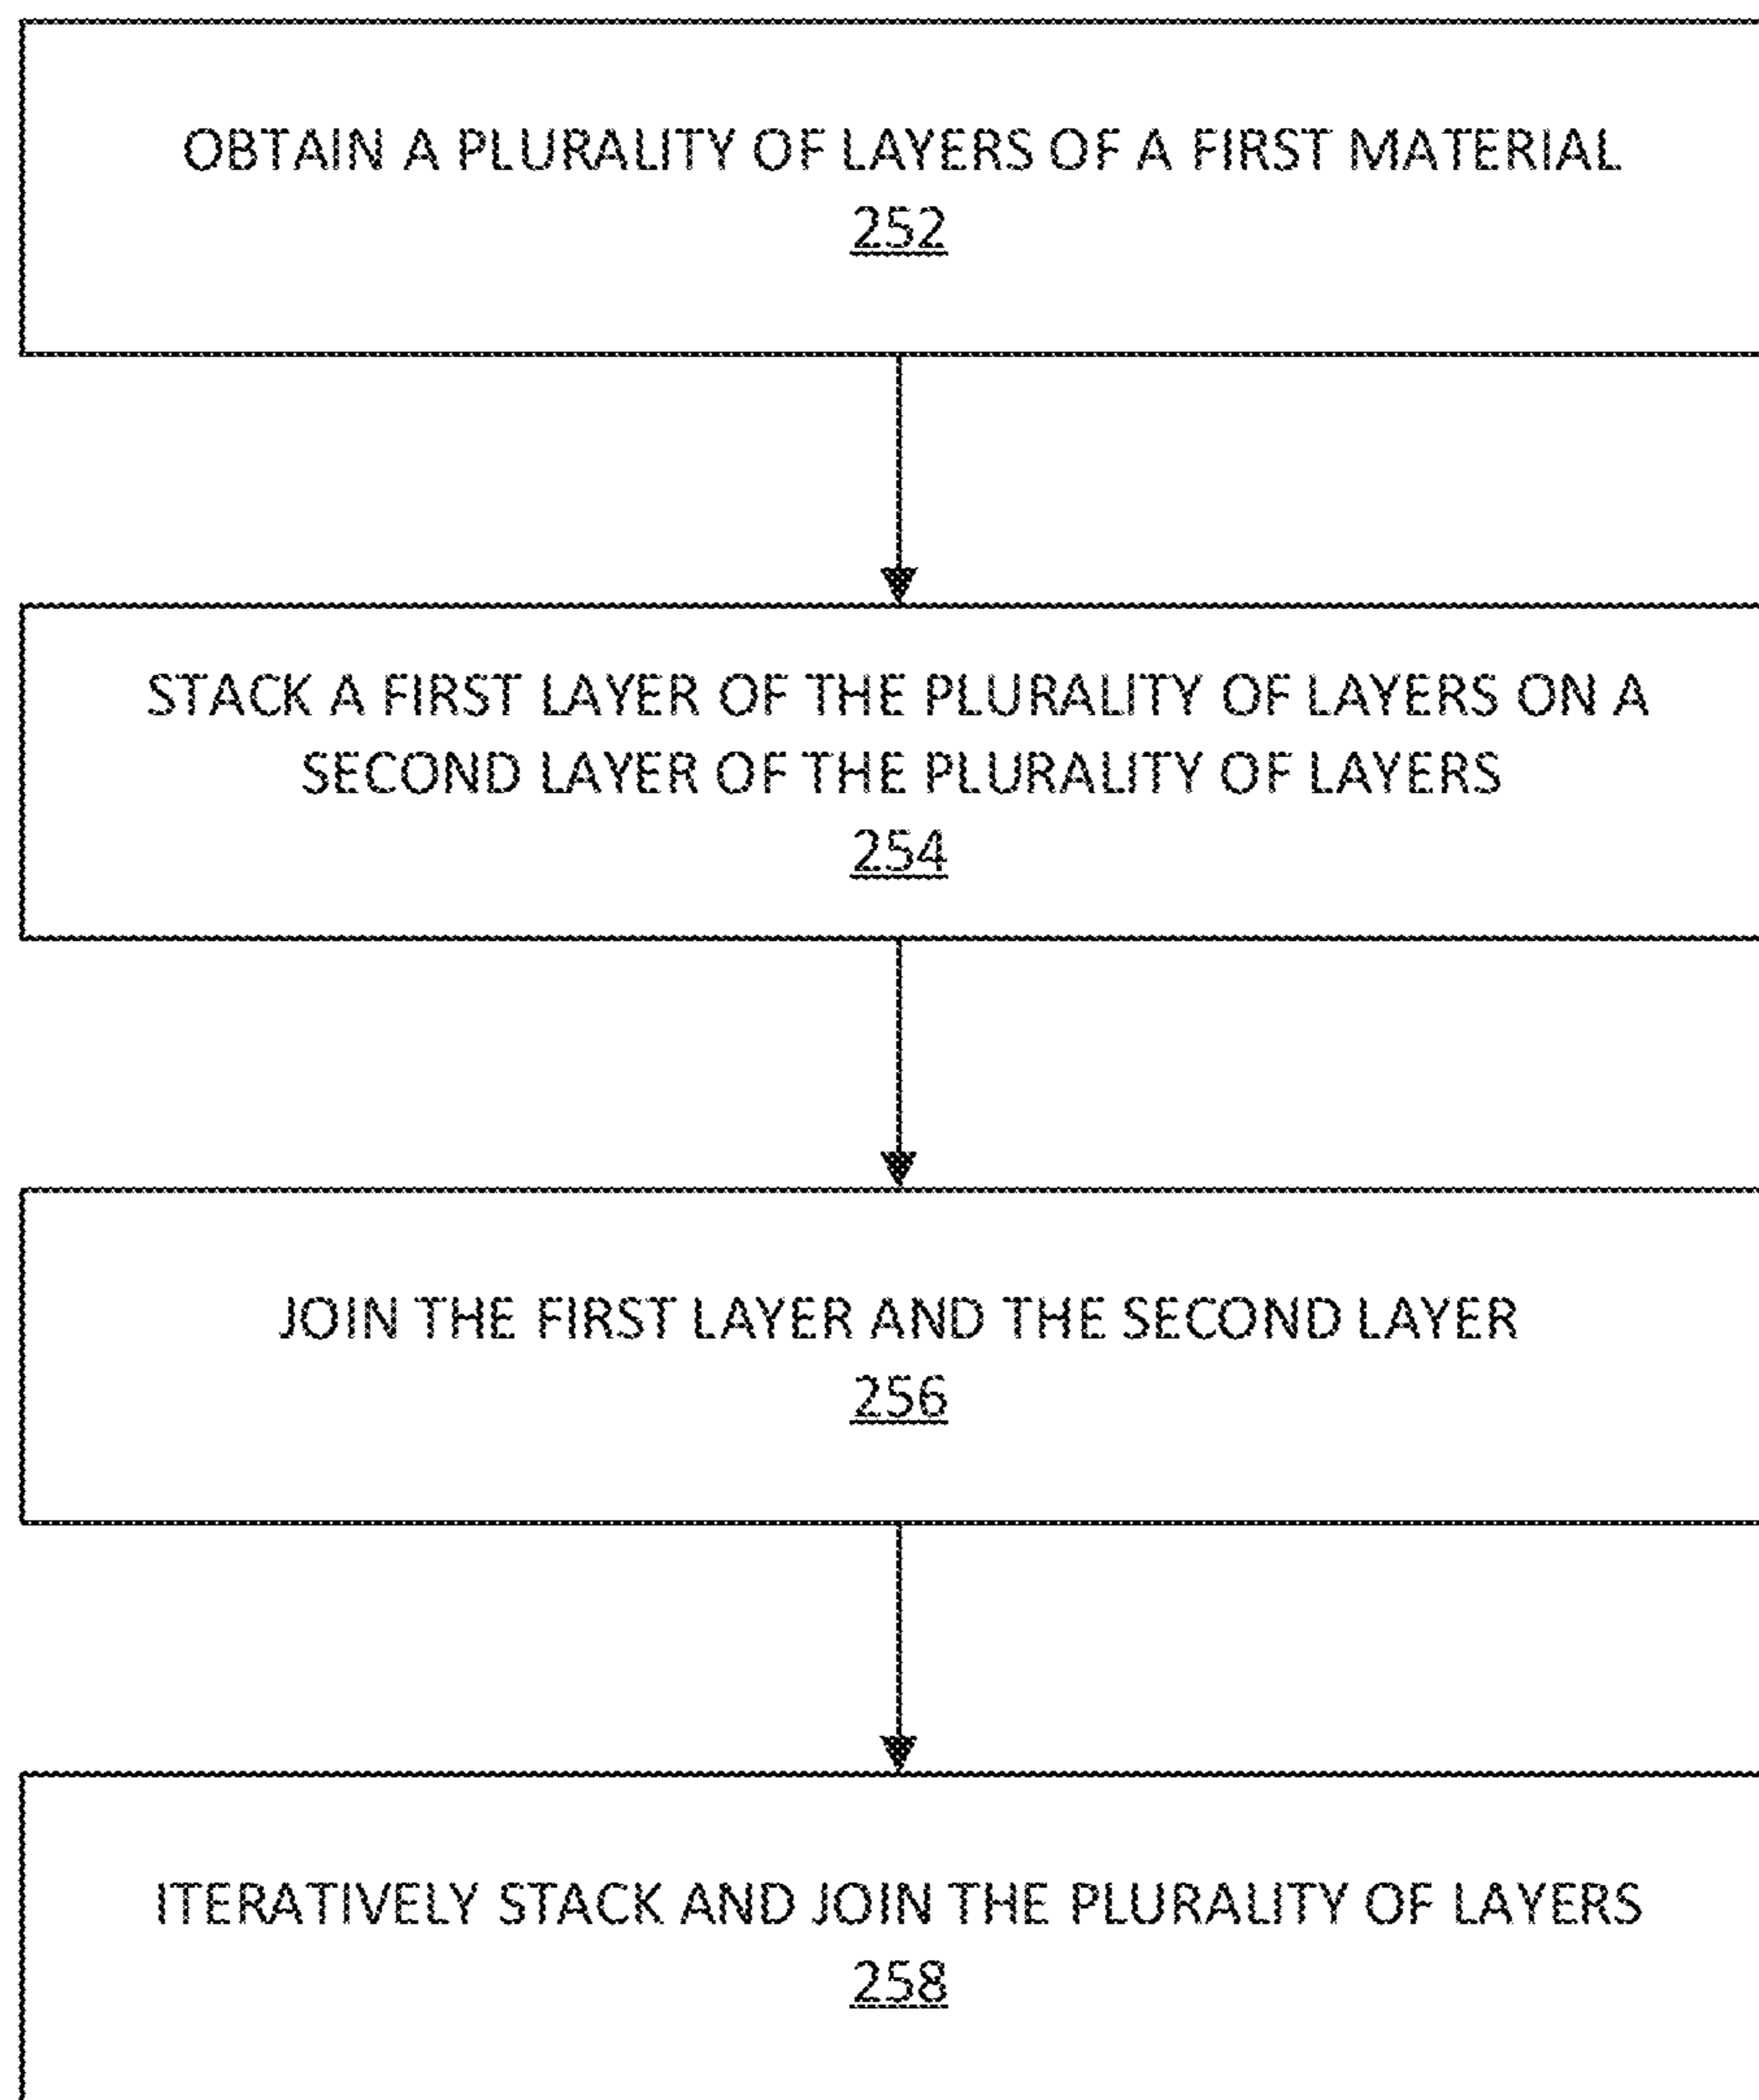 OBTAIN A PLURALITY OF LAYERS OF A FIRST MATERIAL
252
STACK A FIRST LAYER OF THE PLURALITY OF LAYERS ON A
SECOND LAYER OF THE PLURALITY OF LAYERS
254
JOIN THE FIRST LAYER AND THE SECOND LAYER
256
ITERATIVELY STACK AND JOIN THE PLURALITY OF LAYERS
258